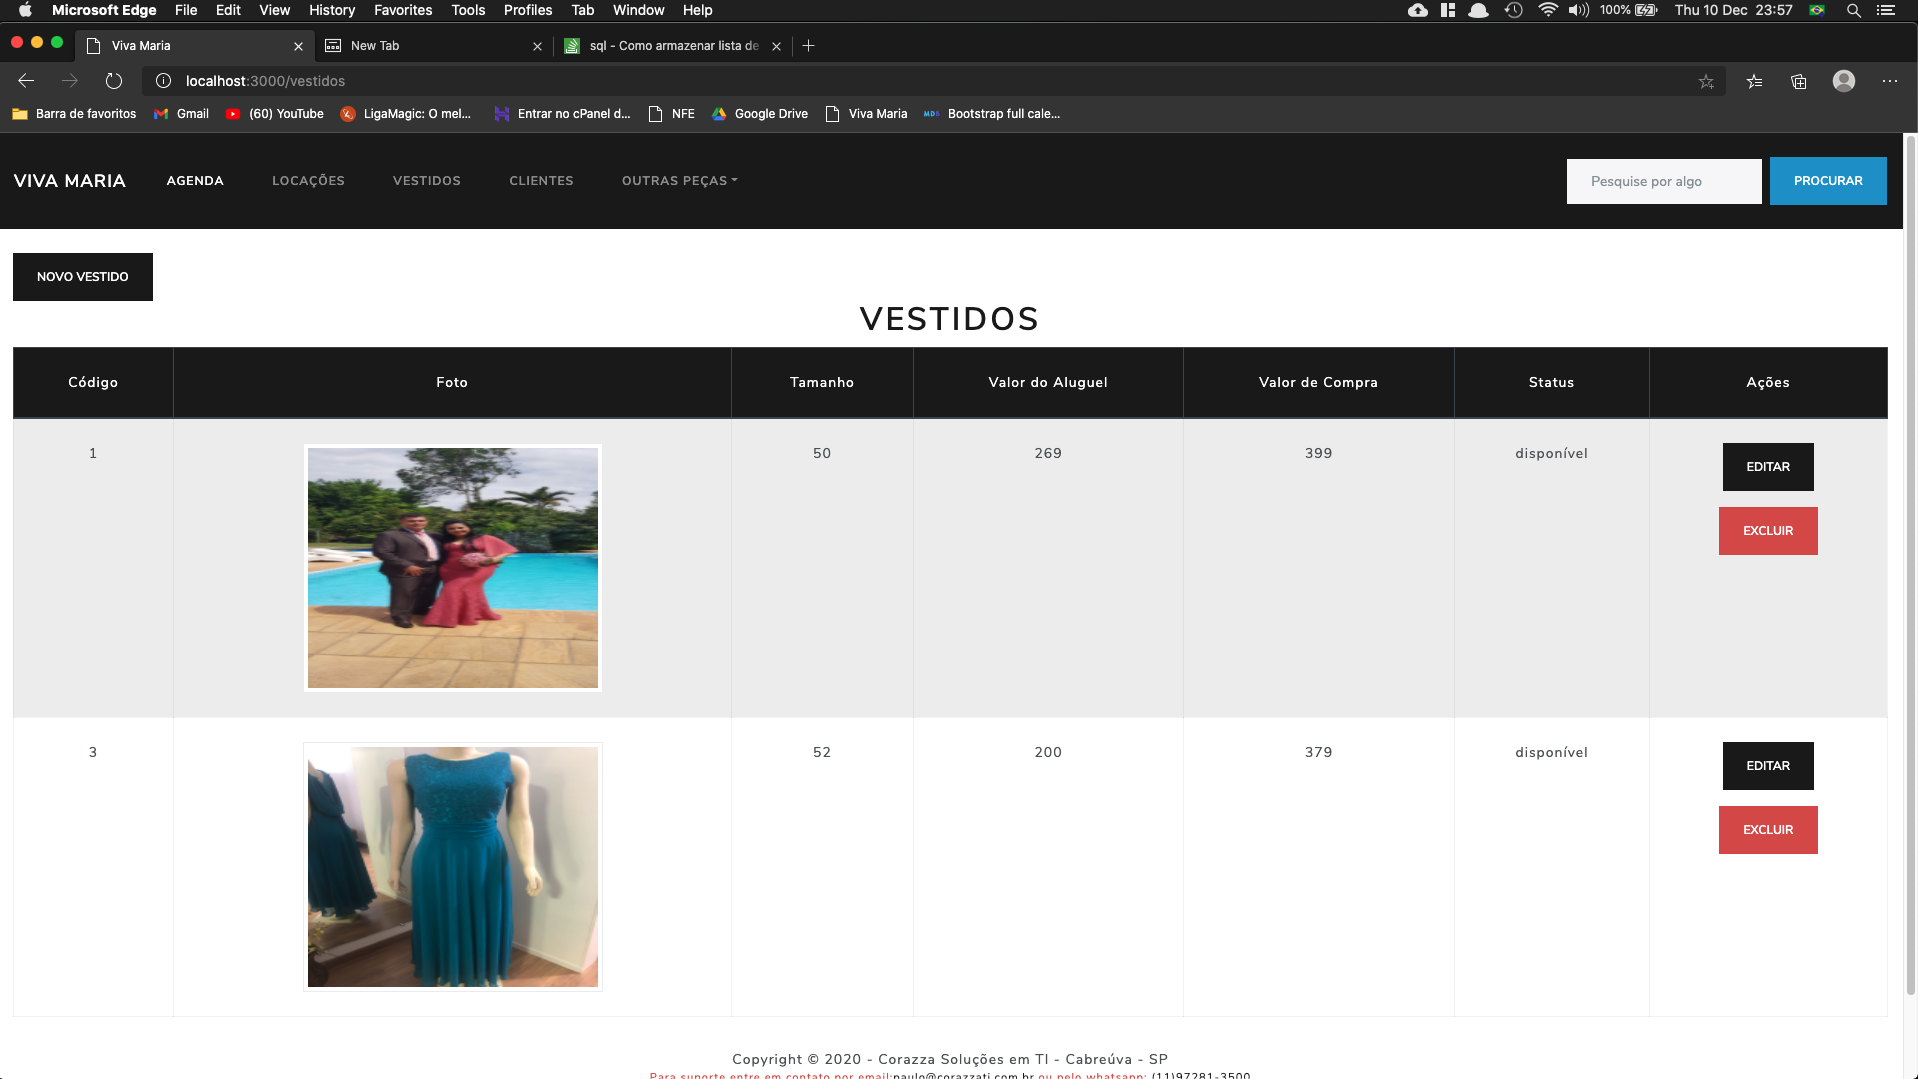 Microsoft Edge File Edit View History Favorites Tools Profiles Tab Window Help 100% Thu 10 Dec 23:57
Viva Maria New Tab sql - Como armazenar lista de
localhost:3000/vestidos
Barra de favoritos Gmail (60) YouTube LigaMagic: O mel... Entrar no cPanel d... NFE Google Drive Viva Maria MDB Bootstrap full cale...
VIVA MARIA AGENDA LOCAÇÕES VESTIDOS CLIENTES OUTRAS PEÇAS Pesquise por algo PROCURAR
NOVO VESTIDO
VESTIDOS
Código Foto Tamanho Valor do Aluguel Valor de Compra Status Ações
1 50 269 399 disponível EDITAR
EXCLUIR
3 52 200 379 disponível EDITAR
EXCLUIR
Copyright © 2020 - Corazza Soluções em TI - Cabreúva - SP
Para suporte entre em contato por email:paulo@corazzati.com.br ou pelo whatsapp: (11)97281-3500